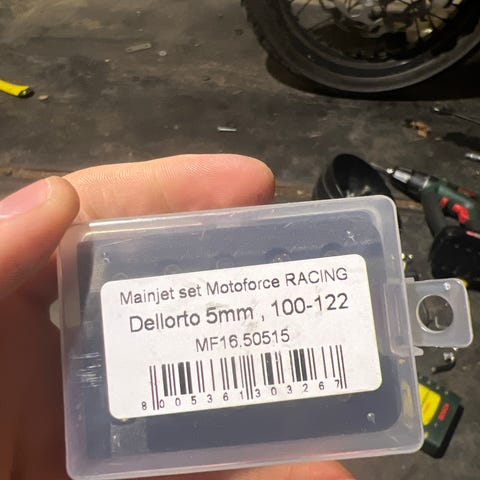 Mainjet set Motoforce RACING
Dellorto 5mm , 100-122
MF16.50515
8 005361 303267